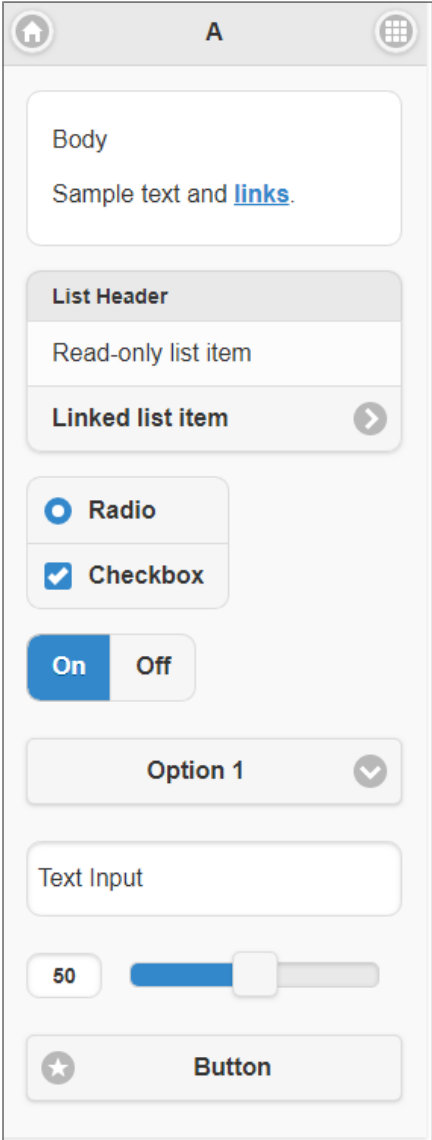 A
Body
Sample text and links.
List Header
Read-only list item
Linked list item
Radio
Checkbox
On Off
Option 1
Text Input
50
Button